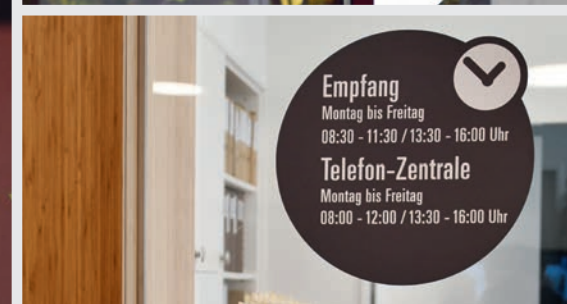 Empfang
Montag bis Freitag
08:30 - 11:30 / 13:30 - 16:00 Uhr
Telefon-Zentrale
Montag bis Freitag
08:00 - 12:00 / 13:30 - 16:00 Uhr